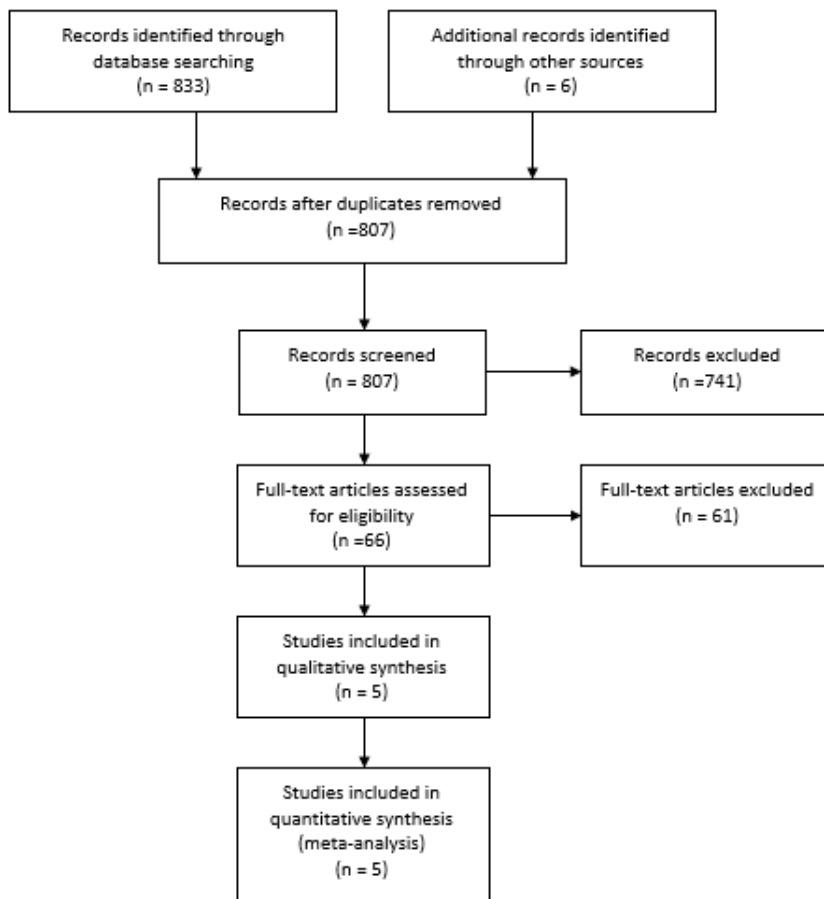 Records identified through
database searching
(n = 833)
Additional records identified
through other sources
(n = 6)
Records after duplicates removed
(n =807)
Records screened
(n = 807)
Records excluded
(n =741)
Full-text articles assessed
for eligibility
(n =66)
Full-text articles excluded
(n = 61)
Studies included in
qualitative synthesis
(n = 5)
Studies included in
quantitative synthesis
(meta-analysis)
(n = 5)